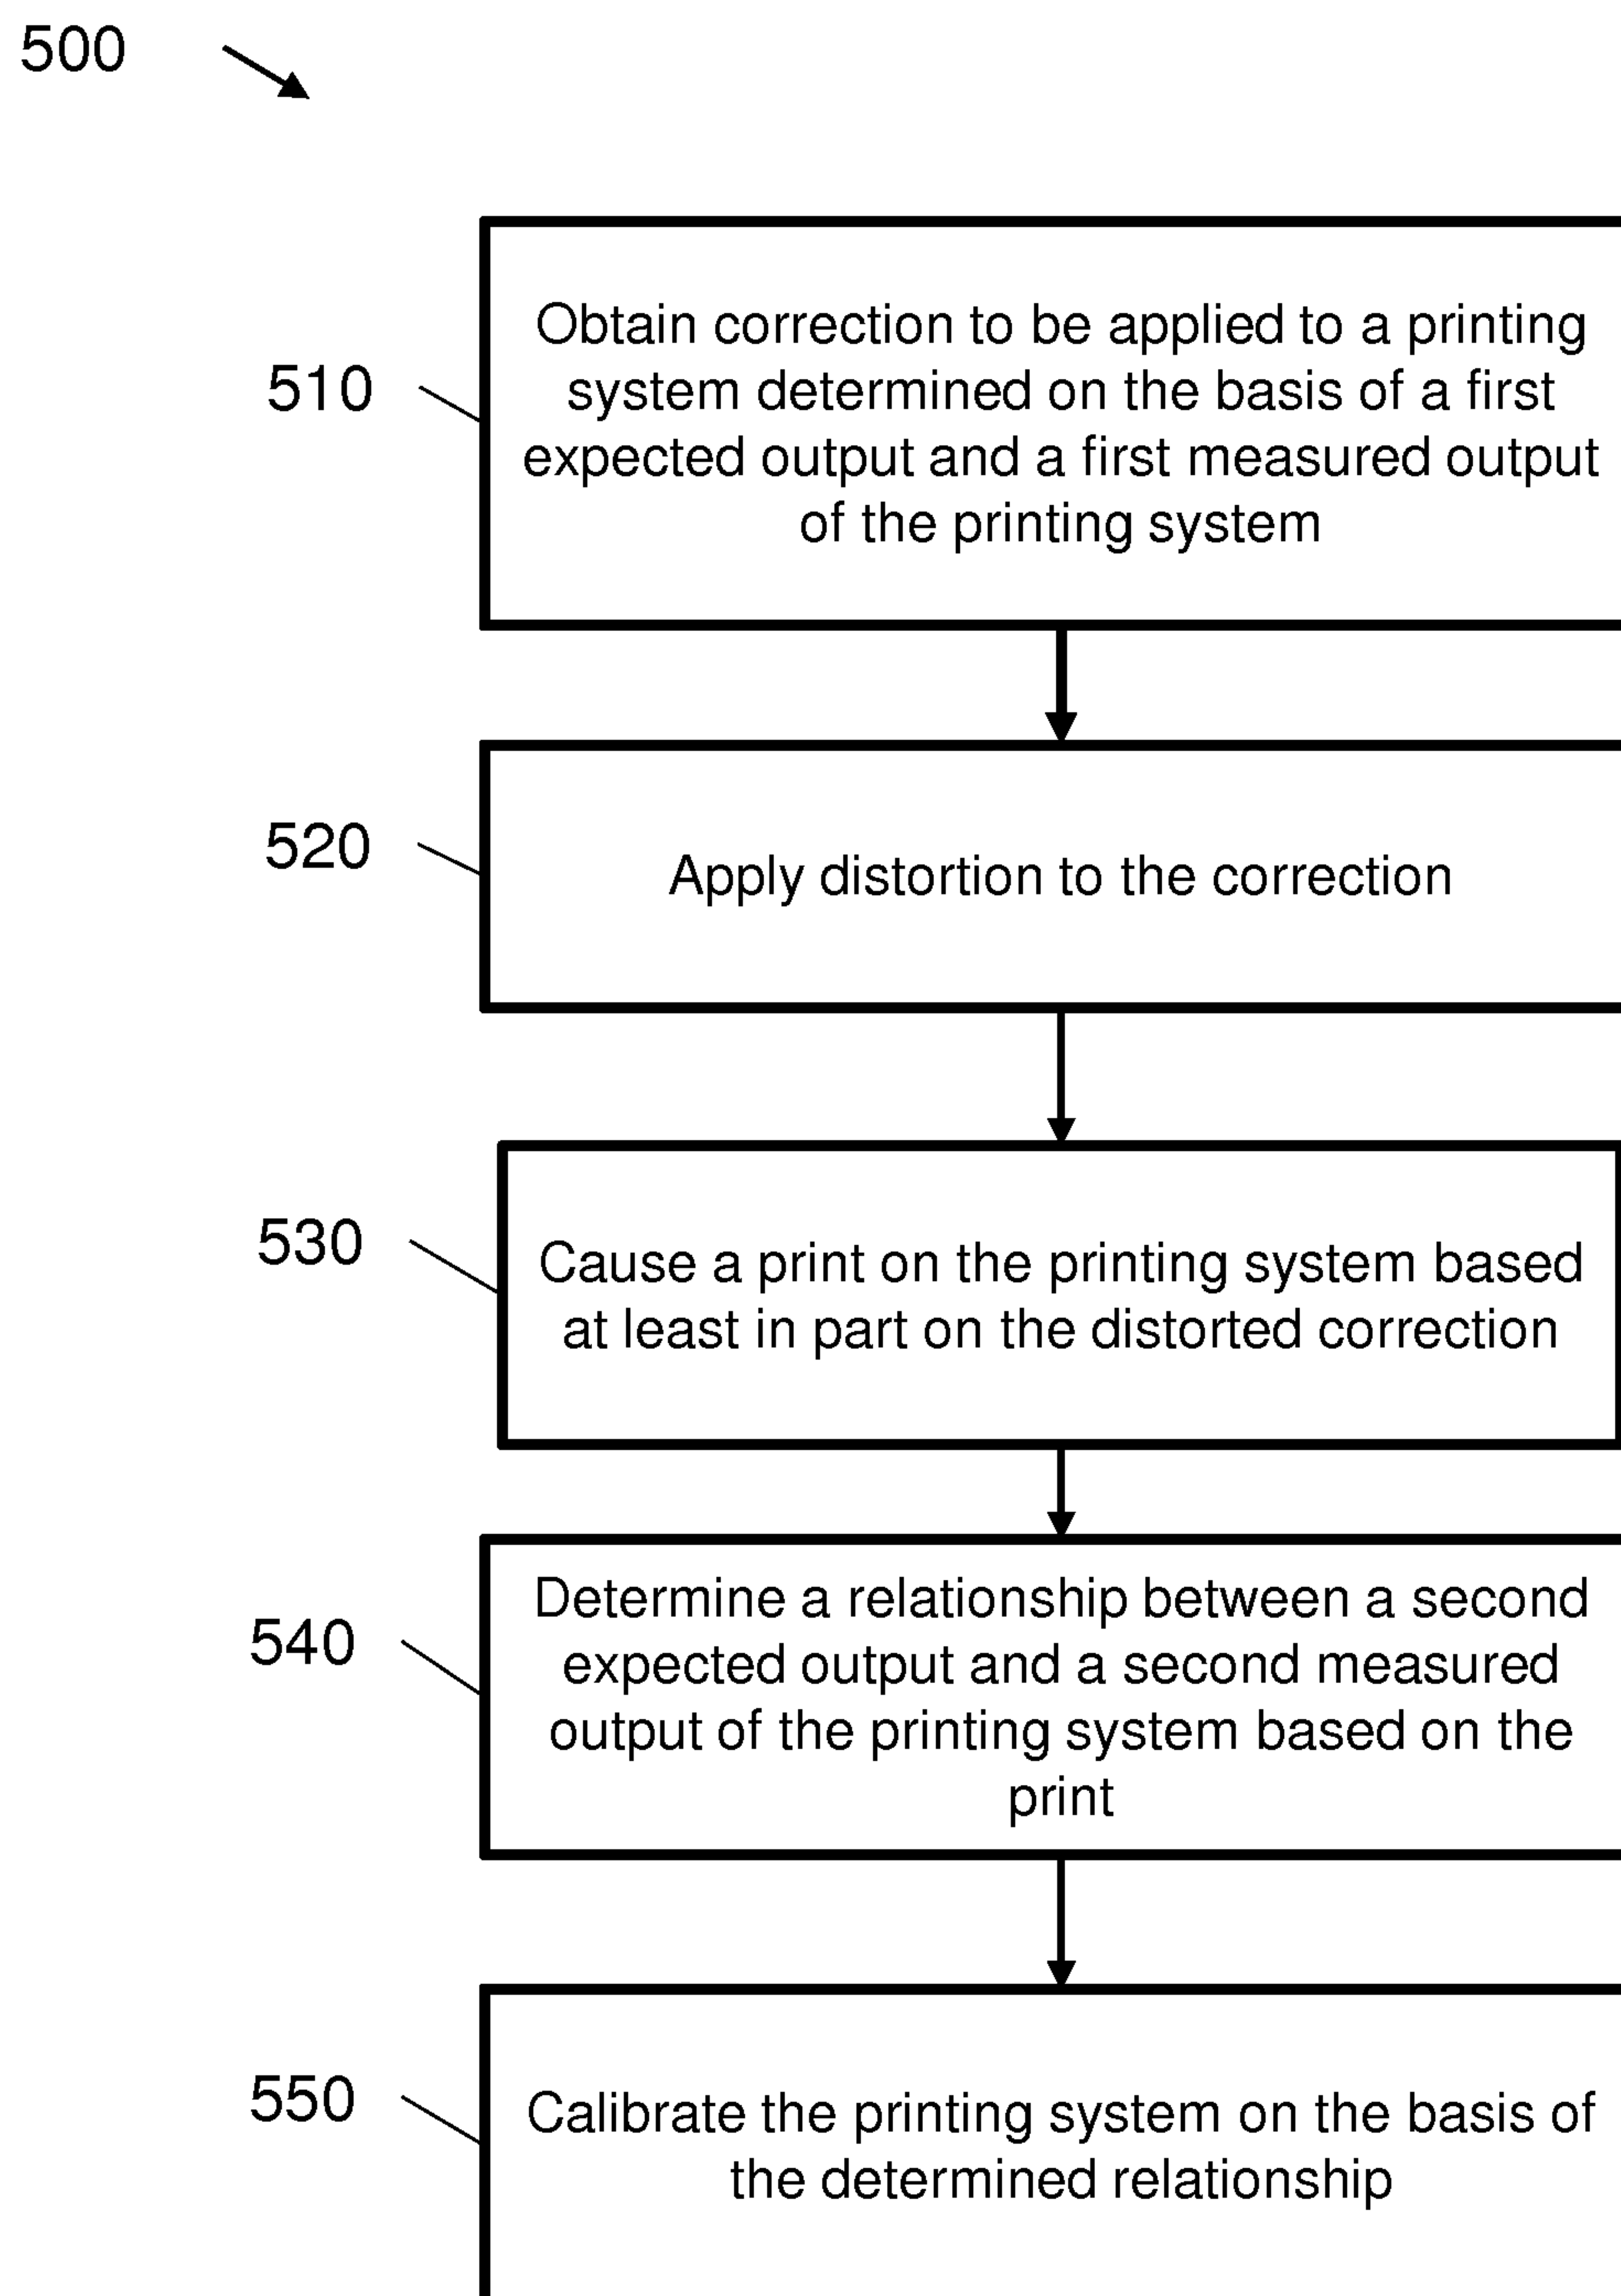 500
510
Obtain correction to be applied to a printing
system determined on the basis of a first
expected output and a first measured output
of the printing system
520
Apply distortion to the correction
530
Cause a print on the printing system based
at least in part on the distorted correction
540
Determine a relationship between a second
expected output and a second measured
output of the printing system based on the
print
550
Calibrate the printing system on the basis of
the determined relationship